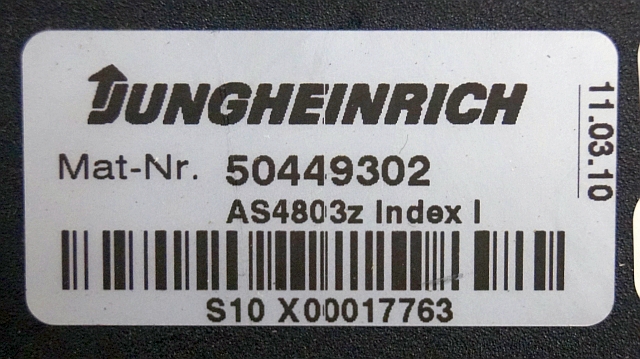 JUNGHEINRICH
Mat-Nr. 50449302
AS4803z Index I
S10 X00017763
11.03.10